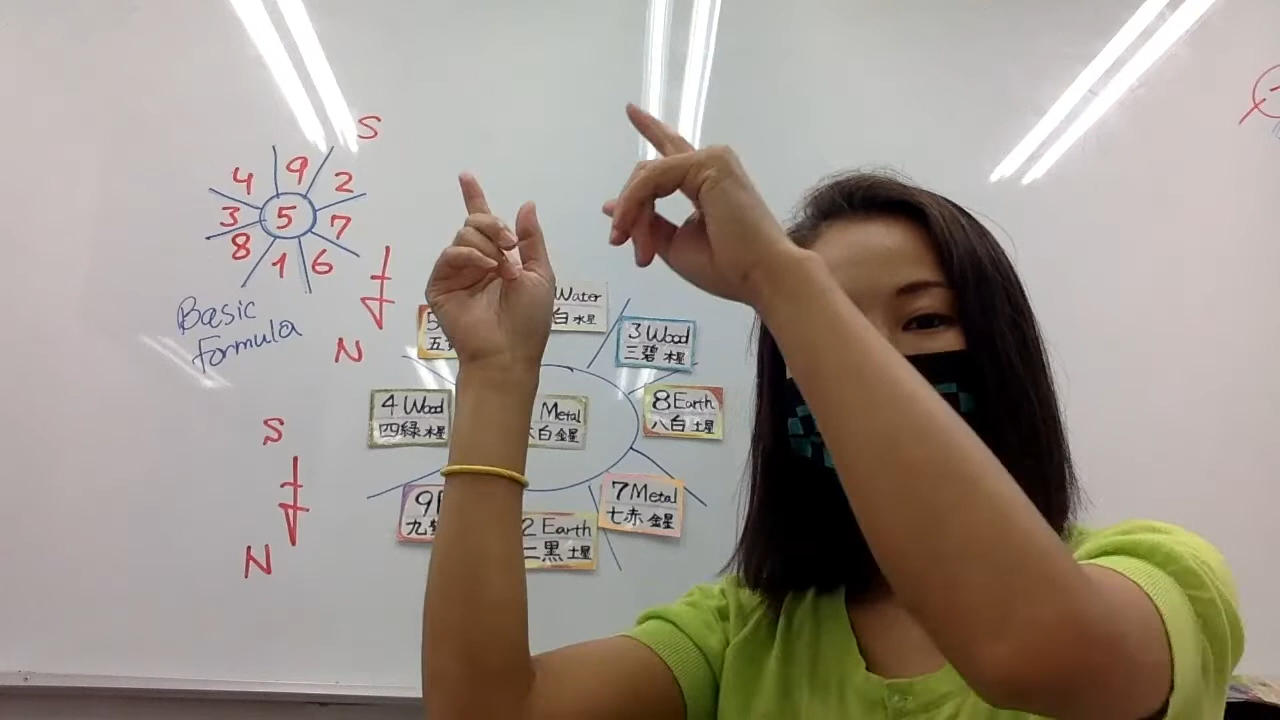 S
4 9 2
3 5 7
8 1 6
Basic
formula
N
S
N
Water
白 水星
3 Wood
三碧 木星
4 Wood
四緑 木星
Metal
白 金星
8 Earth
八白 土星
7 Metal
七赤 金星
9
九
2 Earth
二黒 土星
5
五